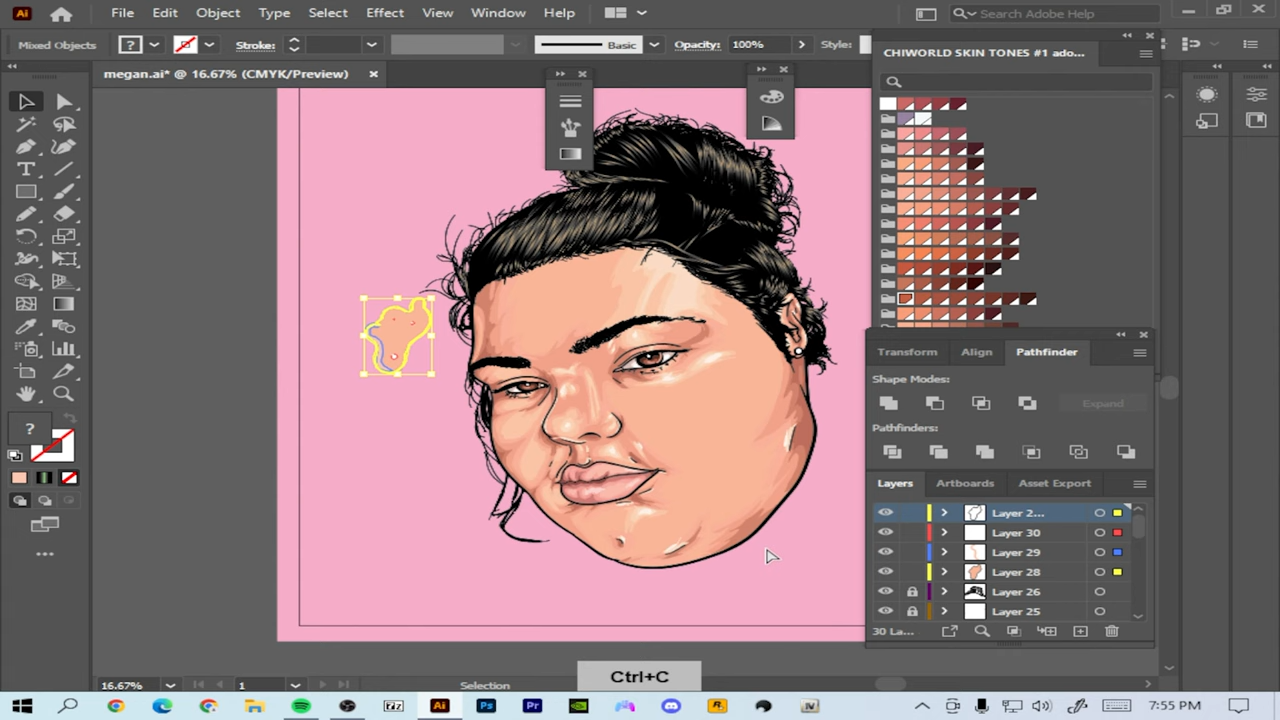 Ai File Edit Object Type Select Effect View Window Help Search Adobe Help
Mixed Objects ? Stroke: Basic Opacity: 100% Style:
CHIWORLD SKIN TONES #1 ado...
megan.ai* @ 16.67% (CMYK/Preview)
Transform Align Pathfinder
Shape Modes:
Expand
Pathfinders:
?
Layers Artboards Asset Export
Layer 2...
Layer 30
Layer 29
Layer 28
Layer 26
Layer 25
30 La...
Ctrl+C
16.67% 1 Selection
Ai Ps Pr
7:55 PM